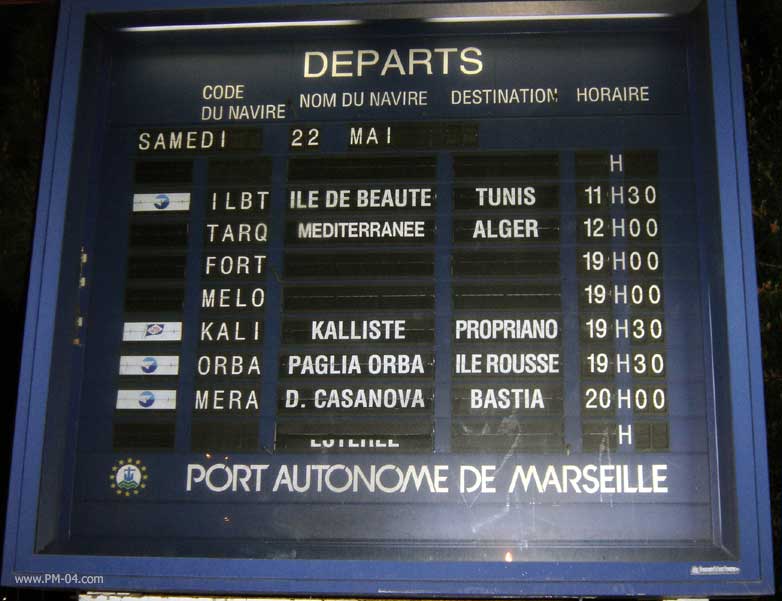 DEPARTS
CODE DU NAVIRE NOM DU NAVIRE DESTINATION HORAIRE
SAMEDI 22 MAI
H
ILBT ILE DE BEAUTE TUNIS 11 H30
TARQ MEDITERRANEE ALGER 12 H00
FORT 19 H00
MELO 19 H00
KALI KALLISTE PROPRIANO 19 H30
ORBA PAGLIA ORBA ILE ROUSSE 19 H30
MERA D. CASANOVA BASTIA 20 H00
H
PORT AUTONOME DE MARSEILLE
www.PM-04.com